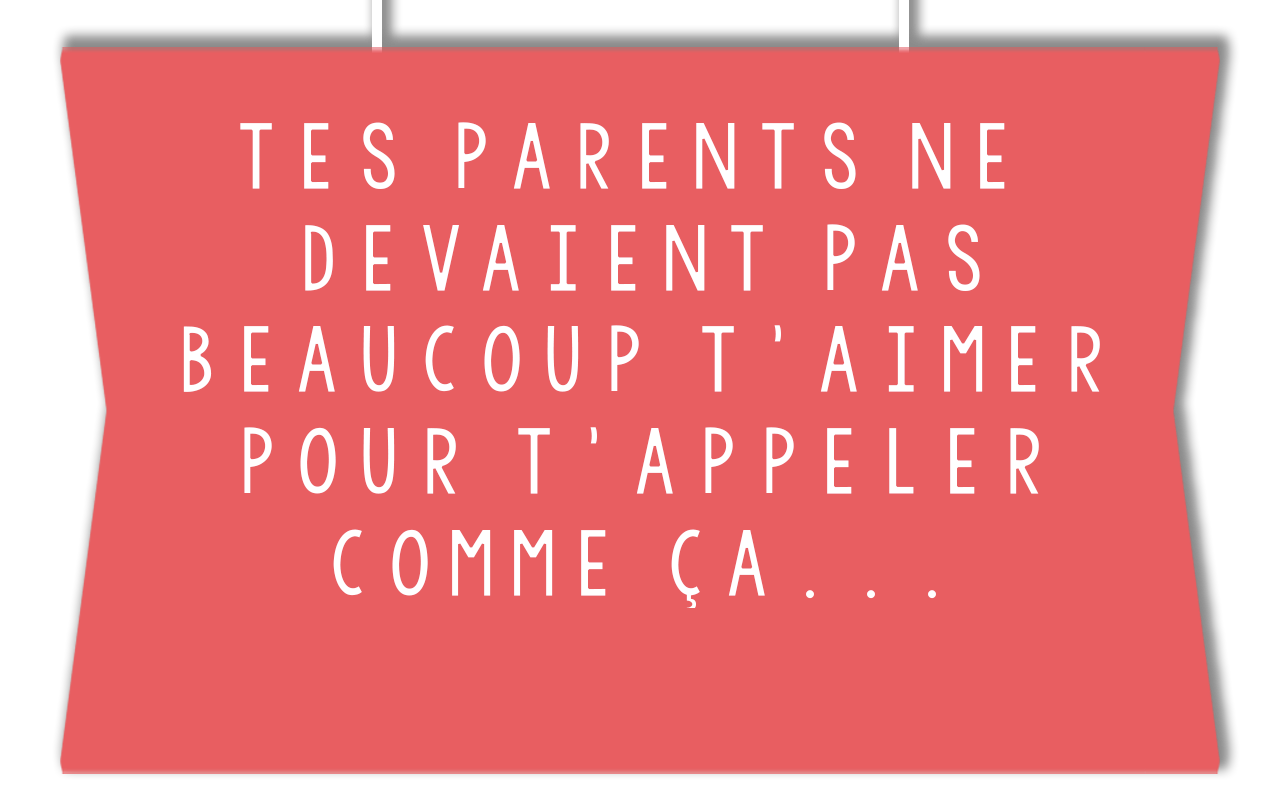 TES PARENTS NE
DEVAIENT PAS
BEAUCOUP T'AIMER
POUR T'APPELER
COMME ÇA...